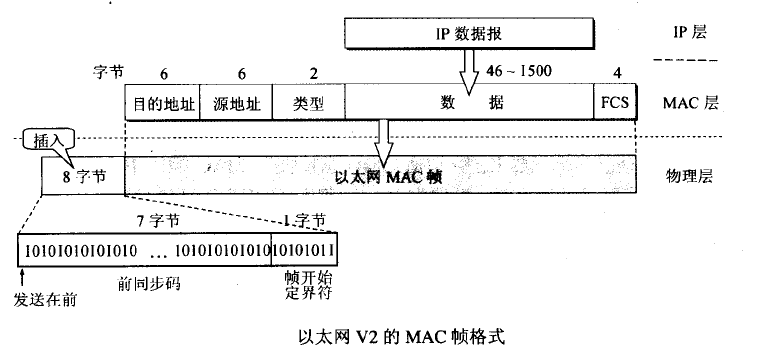 IP 数据报
IP 层
字节
6
6
2
46 ~ 1500
4
目的地址
源地址
类型
数 据
FCS
MAC 层
插入
8 字节
以太网 MAC 帧
物理层
7 字节
1 字节
10101010101010 … 10101010101010101011
前同步码
帧开始
定界符
发送在前
以太网 V2 的 MAC 帧格式